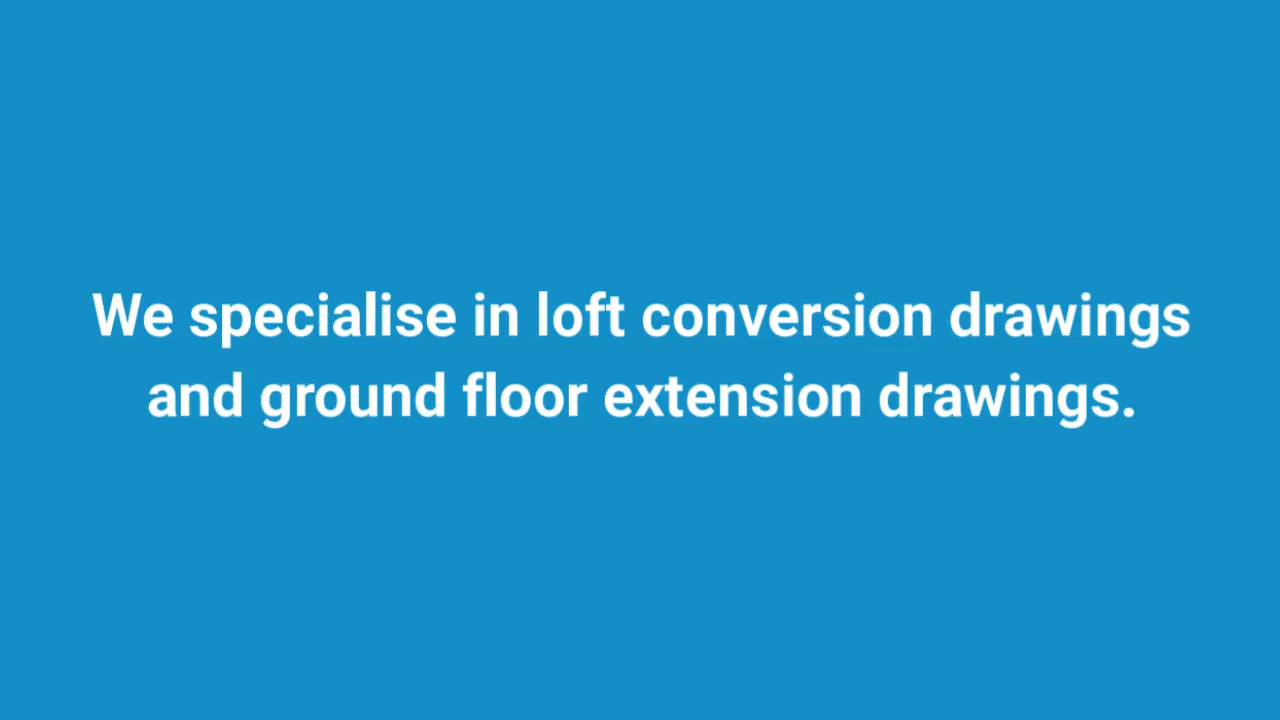 We specialise in loft conversion drawings
and ground floor extension drawings.